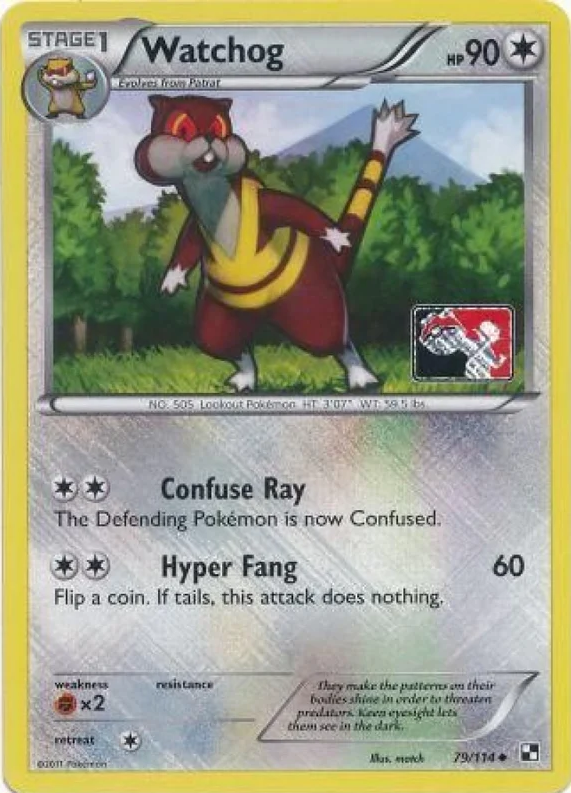 STAGE1
Watchog
HP 90
Evolves from Patrat
NO. 505 Lookout Pokémon HT: 3'07" WT: 59.5 lbs.
Confuse Ray
The Defending Pokémon is now Confused.
Hyper Fang 60
Flip a coin. If tails, this attack does nothing.
weakness resistance
×2
retreat
They make the patterns on their
bodies shine in order to threaten
predators. Keen eyesight lets
them see in the dark.
Illus. match 79/114
©2011 Pokémon